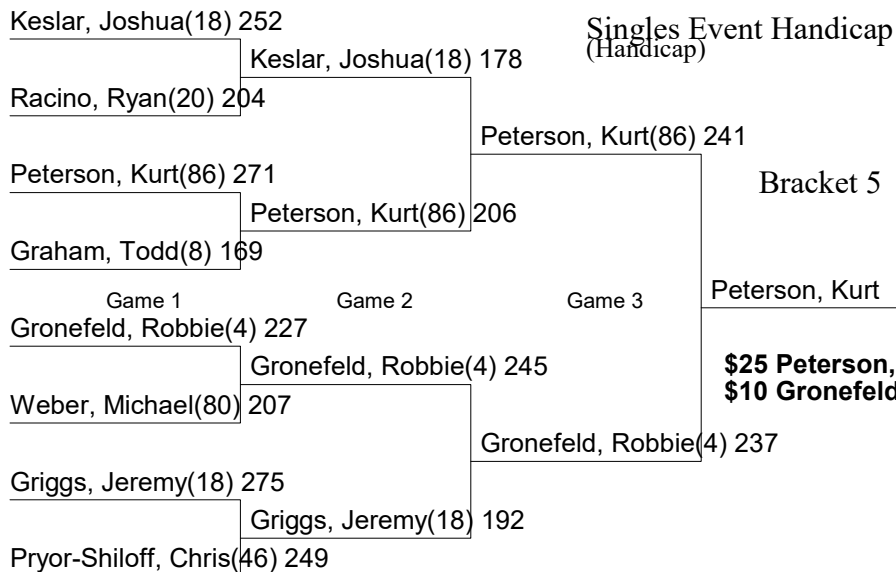 Keslar, Joshua(18) 252
Singles Event Handicap
(Handicap)
Keslar, Joshua(18) 178
Racino, Ryan(20) 204
Peterson, Kurt(86) 241
Peterson, Kurt(86) 271
Bracket 5
Peterson, Kurt(86) 206
Graham, Todd(8) 169
Game 1
Game 2
Game 3
Peterson, Kurt
Gronefeld, Robbie(4) 227
Gronefeld, Robbie(4) 245
$25 Peterson,
$10 Gronefeld
Weber, Michael(80) 207
Gronefeld, Robbie(4) 237
Griggs, Jeremy(18) 275
Griggs, Jeremy(18) 192
Pryor-Shiloff, Chris(46) 249